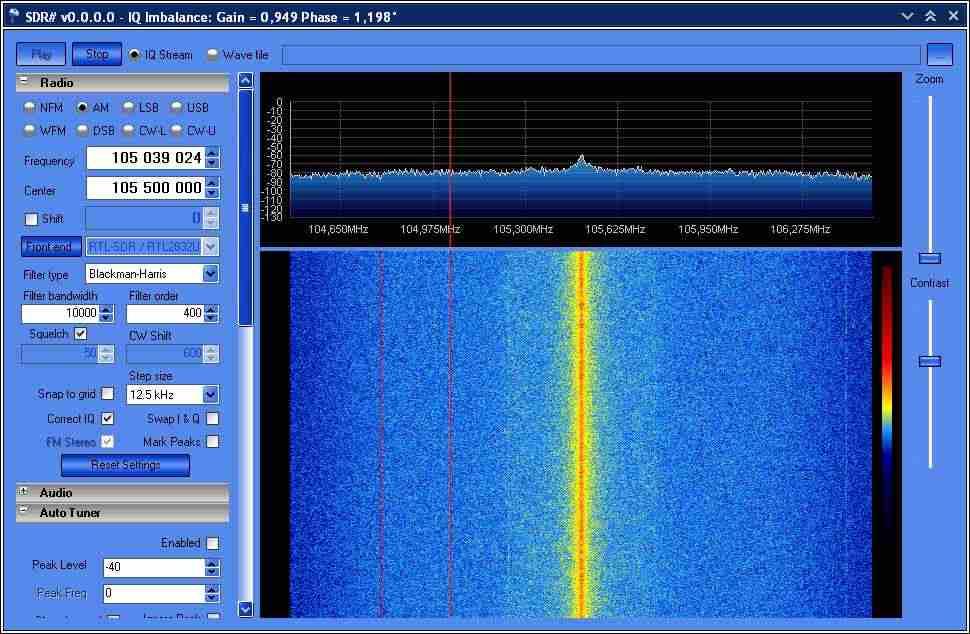 SDR# v0.0.0.0 - IQ Imbalance: Gain = 0,949 Phase = 1,198°
Play Stop IQ Stream Wave file ...
Zoom
Radio
NFM AM LSB USB
WFM DSB CW-L CW-U
Frequency 105 039 024
Center 105 500 000
Shift 0
Front end RTL-SDR / RTL2832U
Filter type Blackman-Harris
Filter bandwidth Filter order
10000 400
Squelch CW Shift
50 600
Step size
Snap to grid 12.5 kHz
Correct IQ Swap I & Q
FM Stereo Mark Peaks
Reset Settings
Audio
Auto Tuner
Enabled
Peak Level -40
Peak Freq 0
0
-10
-20
-30
-40
-50
-60
-70
-80
-90
-100
-110
-120
-130
104,650MHz 104,975MHz 105,300MHz 105,625MHz 105,950MHz 106,275MHz
Contrast